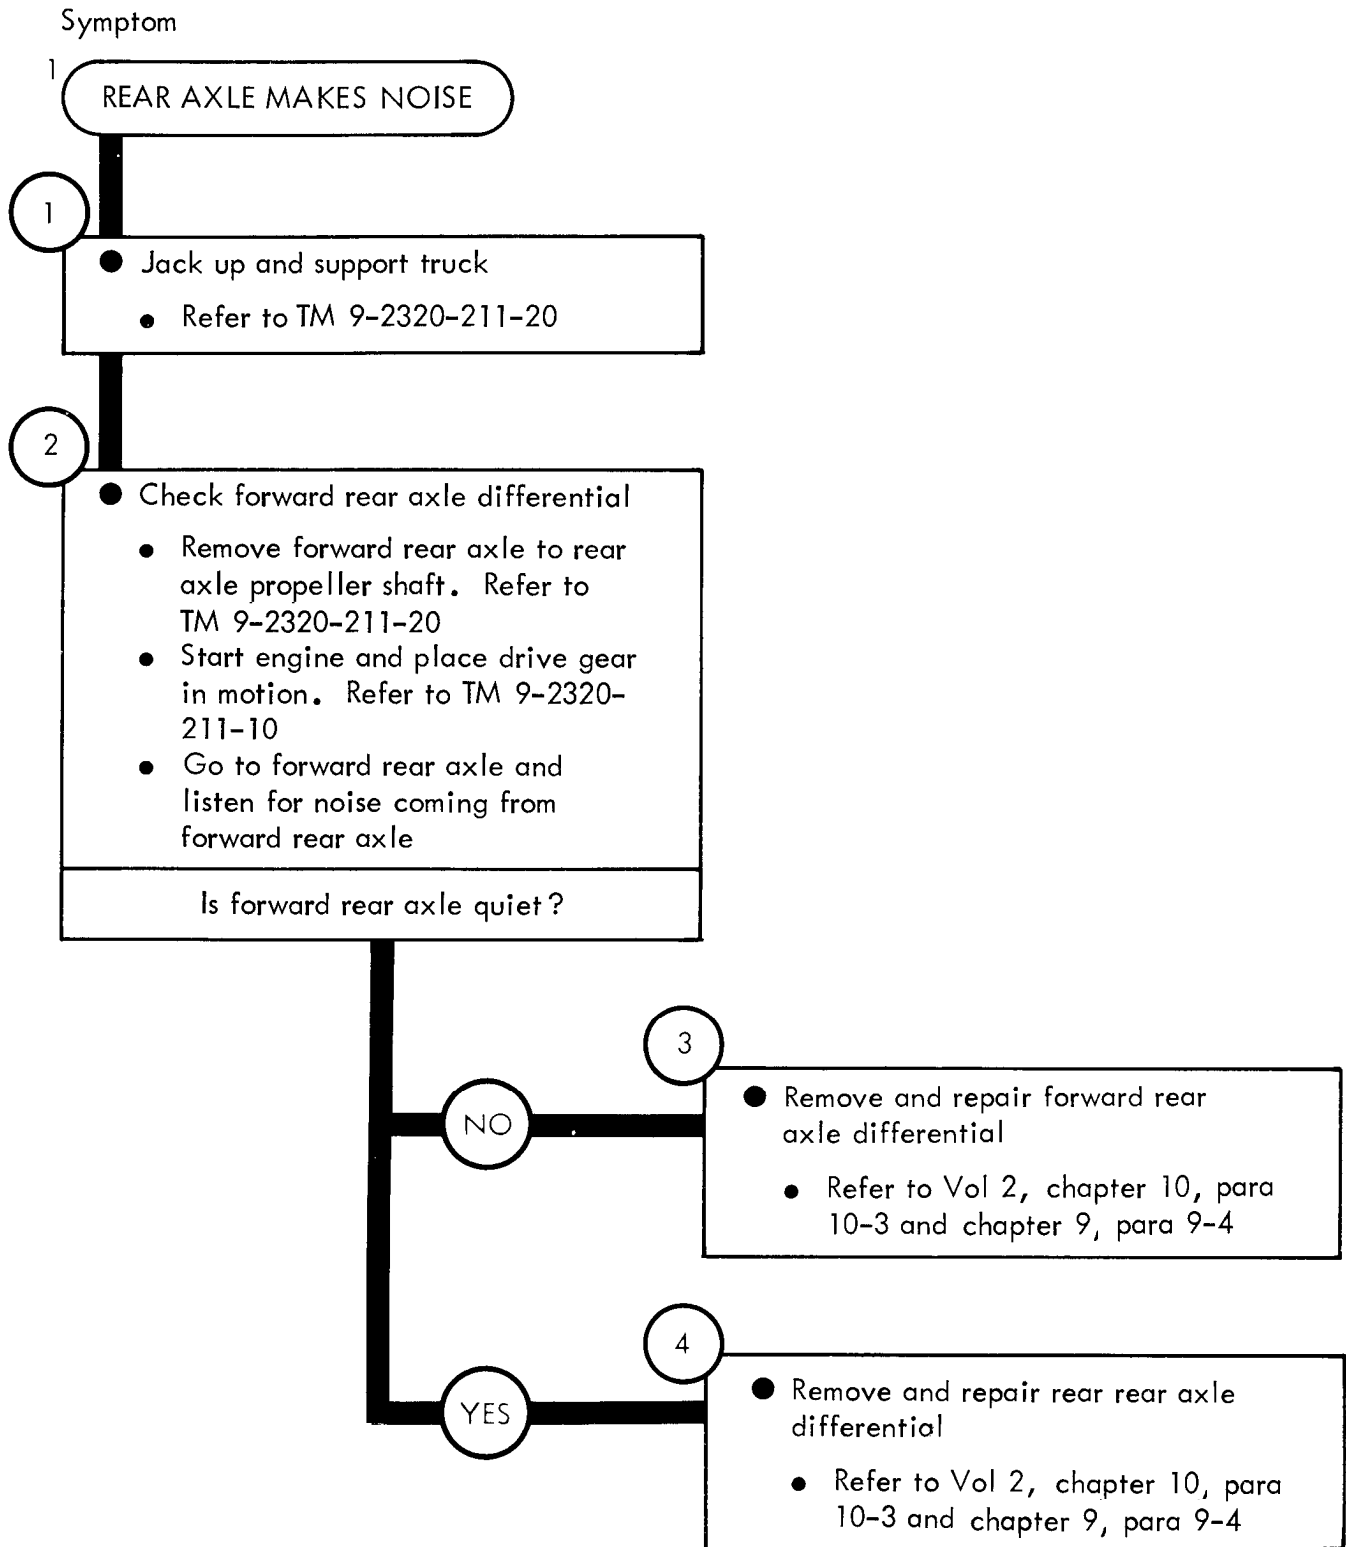 Symptom
1
REAR AXLE MAKES NOISE
1
● Jack up and support truck
● Refer to TM 9-2320-211-20
2
● Check forward rear axle differential
● Remove forward rear axle to rear
axle propeller shaft. Refer to
TM 9-2320-211-20
● Start engine and place drive gear
in motion. Refer to TM 9-2320-
211-10
● Go to forward rear axle and
listen for noise coming from
forward rear axle
Is forward rear axle quiet?
3
NO
● Remove and repair forward rear
axle differential
● Refer to Vol 2, chapter 10, para
10-3 and chapter 9, para 9-4
4
YES
● Remove and repair rear rear axle
differential
● Refer to Vol 2, chapter 10, para
10-3 and chapter 9, para 9-4